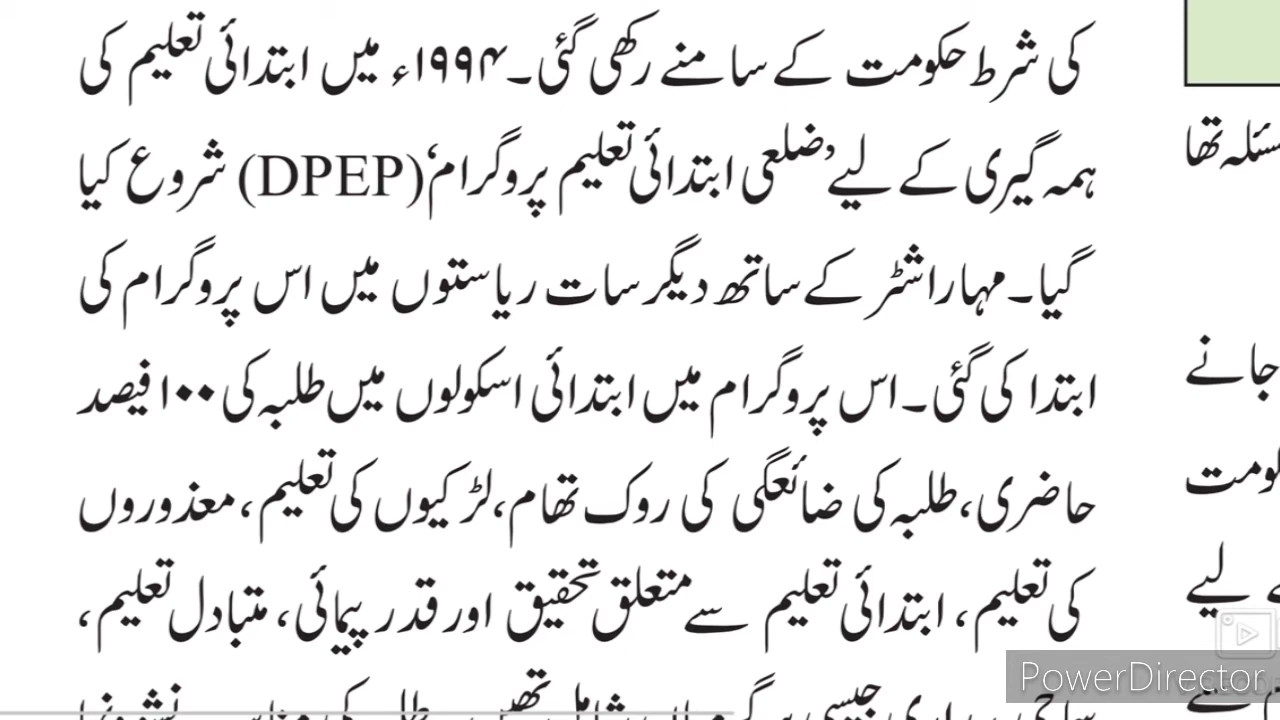 کی شرط حکومت کے سامنے رکھی گئی۔ ۱۹۹۴ء میں ابتدائی تعلیم کی
ہمہ گیری کے لیے 'ضلعی ابتدائی تعلیم پروگرام' (DPEP) شروع کیا
گیا۔ مہاراشٹر کے ساتھ دیگر سات ریاستوں میں اس پروگرام کی
ابتدا کی گئی۔ اس پروگرام میں ابتدائی اسکولوں میں طلبہ کی ۱۰۰ فیصد
حاضری، طلبہ کی ضائعگی کی روک تھام، لڑکیوں کی تعلیم، معذوروں
کی تعلیم، ابتدائی تعلیم سے متعلق تحقیق اور قدر پیمائی، متبادل تعلیم،
جانے
لیے
PowerDirector